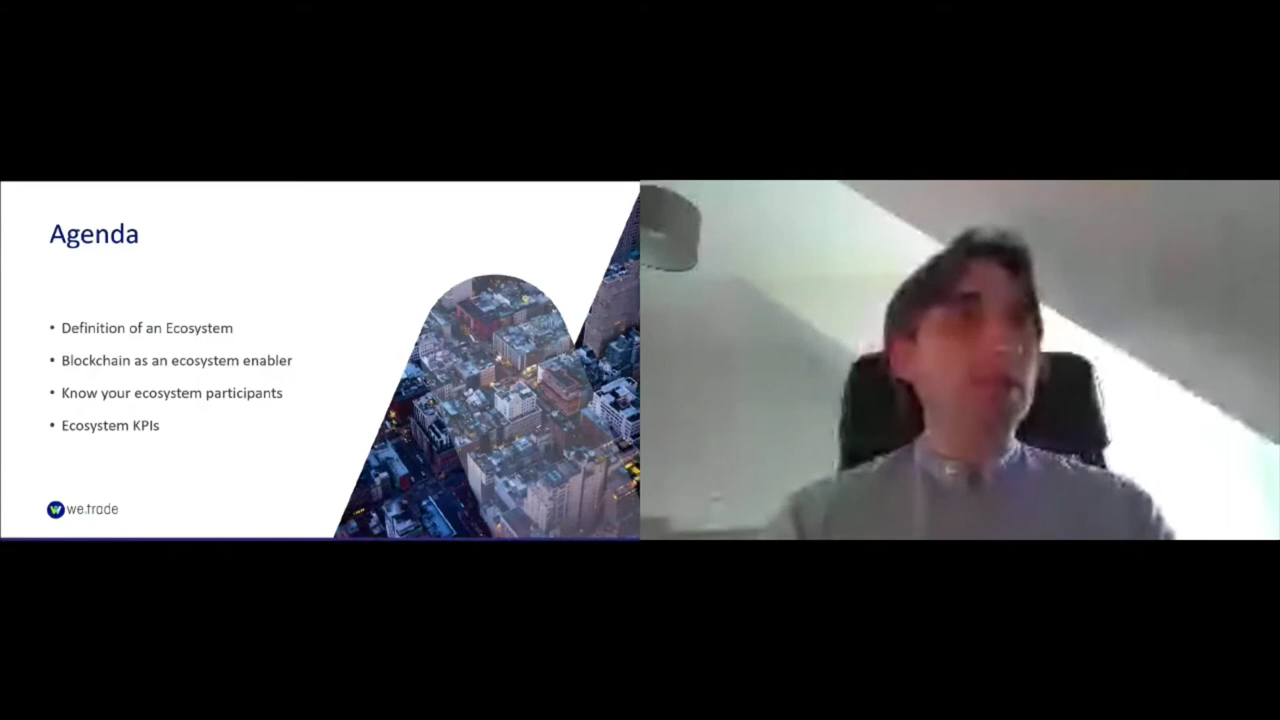 Agenda
• Definition of an Ecosystem
• Blockchain as an ecosystem enabler
• Know your ecosystem participants
• Ecosystem KPIs
we.trade